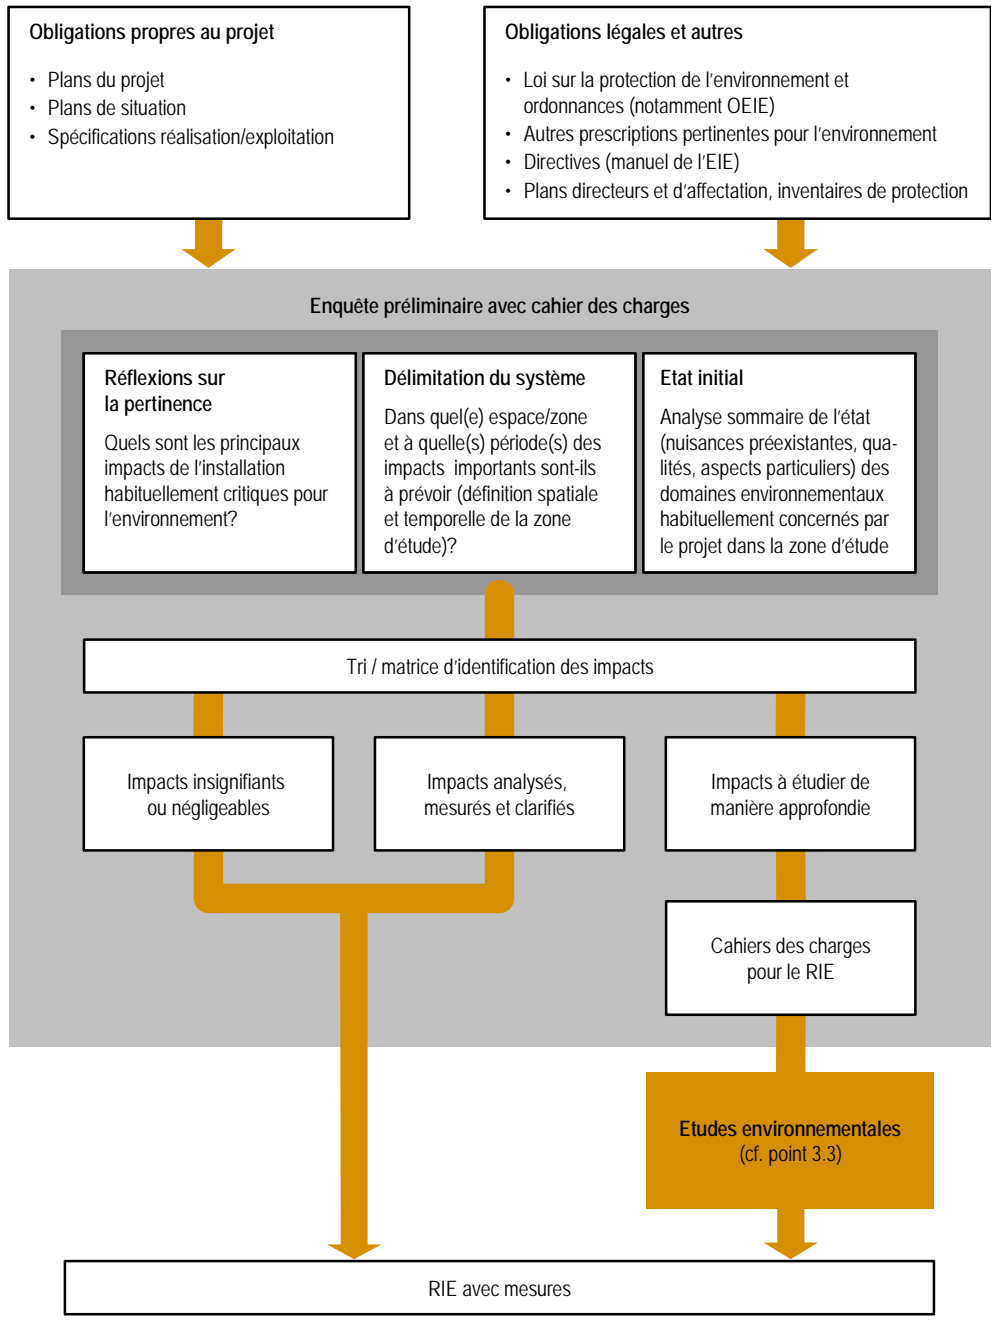 Obligations propres au projet
• Plans du projet
• Plans de situation
• Spécifications réalisation/exploitation
Obligations légales et autres
• Loi sur la protection de l'environnement et
ordonnances (notamment OEIE)
• Autres prescriptions pertinentes pour l'environnement
• Directives (manuel de l'EIE)
• Plans directeurs et d'affectation, inventaires de protection
Enquête préliminaire avec cahier des charges
Réflexions sur
la pertinence
Quels sont les principaux
impacts de l'installation
habituellement critiques pour
l'environnement?
Délimitation du système
Dans quel(e) espace/zone
et à quelle(s) période(s) des
impacts importants sont-ils
à prévoir (définition spatiale
et temporelle de la zone
d'étude)?
Etat initial
Analyse sommaire de l'état
(nuisances préexistantes, qua-
lités, aspects particuliers) des
domaines environnementaux
habituellement concernés par
le projet dans la zone d'étude
Tri / matrice d'identification des impacts
Impacts insignifiants
ou négligeables
Impacts analysés,
mesurés et clarifiés
Impacts à étudier de
manière approfondie
Cahiers des charges
pour le RIE
Etudes environnementales
(cf. point 3.3)
RIE avec mesures